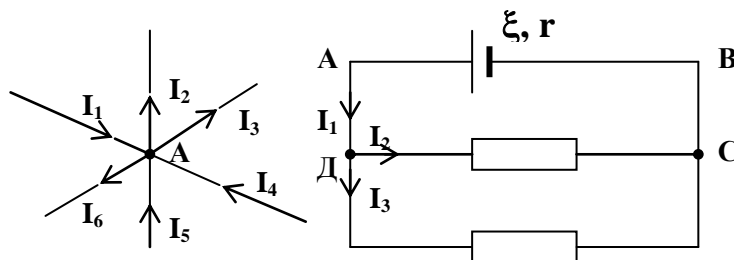 ξ, r
A B
I₁ I₂ I₃ I₁ I₂
A Д C
I₄ I₃
I₆ I₅